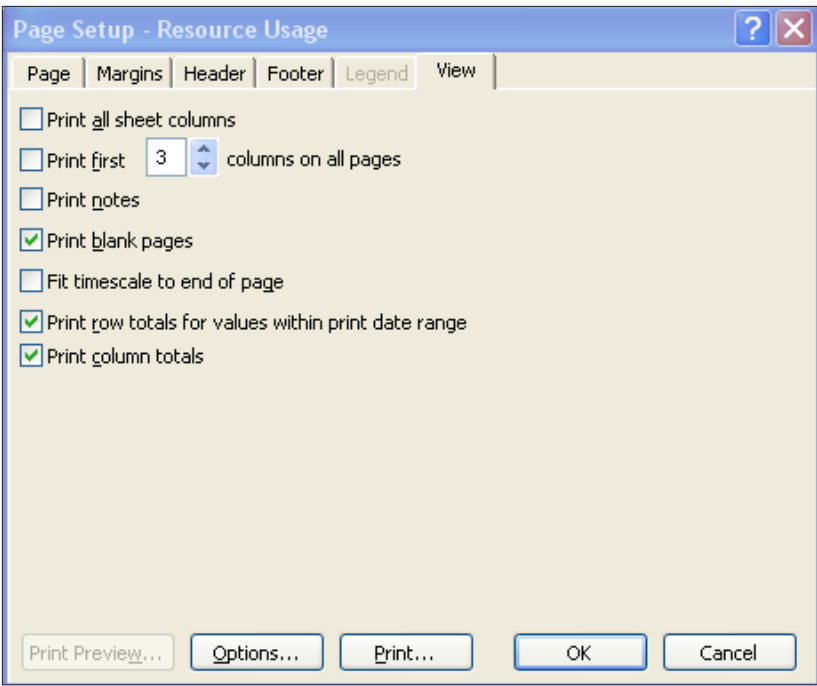 Page Setup - Resource Usage ?
Page Margins Header Footer Legend View
Print all sheet columns
Print first 3 columns on all pages
Print notes
Print blank pages
Fit timescale to end of page
Print row totals for values within print date range
Print column totals
Print Preview... Options... Print... OK Cancel